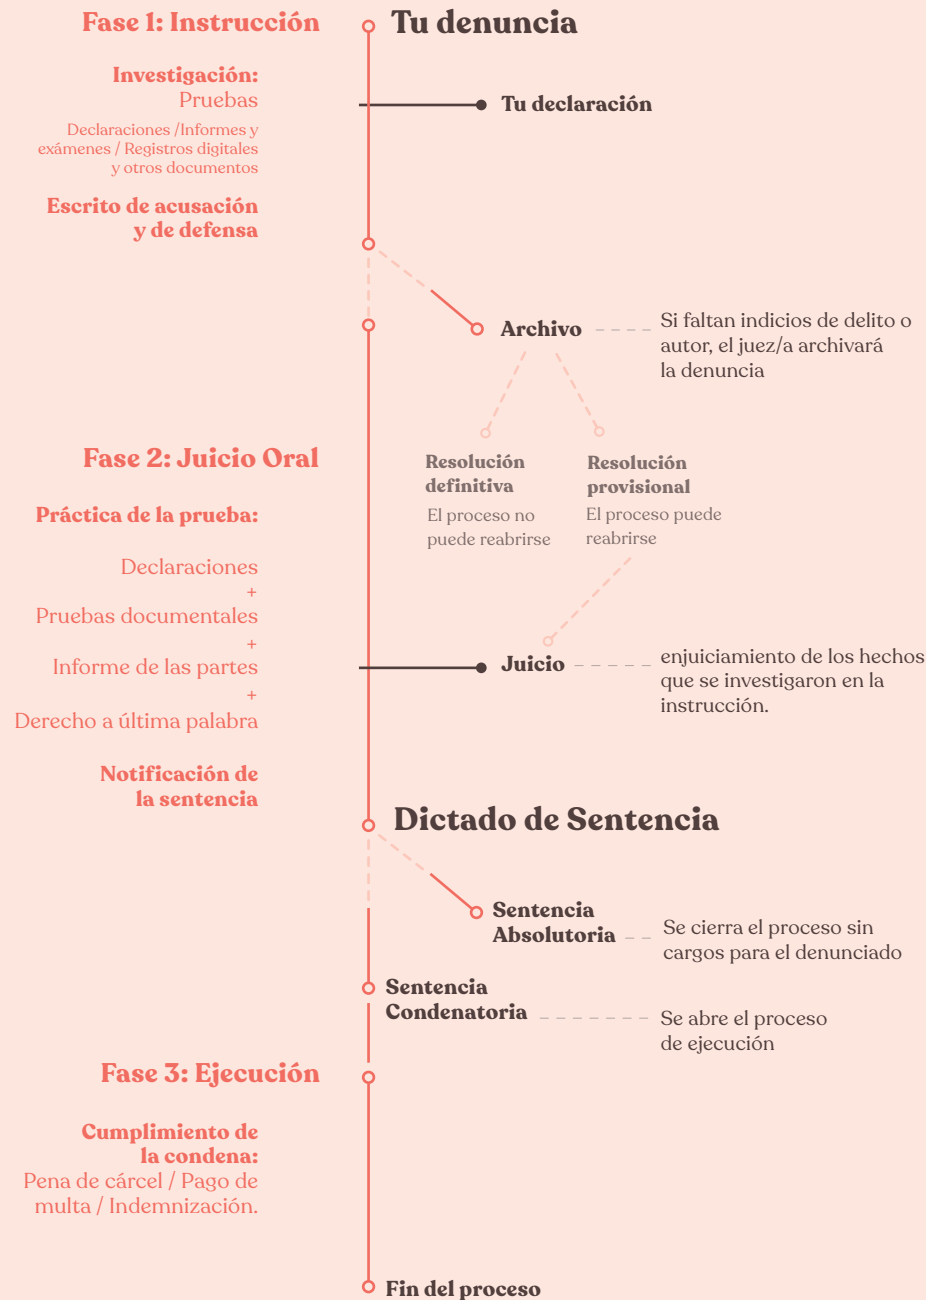 Fase 1: Instrucción
Tu denuncia
Investigación:
Pruebas
Declaraciones /Informes y
exámenes / Registros digitales
y otros documentos
Tu declaración
Escrito de acusación
y de defensa
Archivo
Si faltan indicios de delito o
autor, el juez/a archivará
la denuncia
Resolución
definitiva
El proceso no
puede reabrirse
Resolución
provisional
El proceso puede
reabrirse
Fase 2: Juicio Oral
Práctica de la prueba:
Declaraciones
+
Pruebas documentales
+
Informe de las partes
+
Derecho a última palabra
Juicio
enjuiciamiento de los hechos
que se investigaron en la
instrucción.
Notificación de
la sentencia
Dictado de Sentencia
Sentencia
Absolutoria
Se cierra el proceso sin
cargos para el denunciado
Sentencia
Condenatoria
Se abre el proceso
de ejecución
Fase 3: Ejecución
Cumplimiento de
la condena:
Pena de cárcel / Pago de
multa / Indemnización.
Fin del proceso